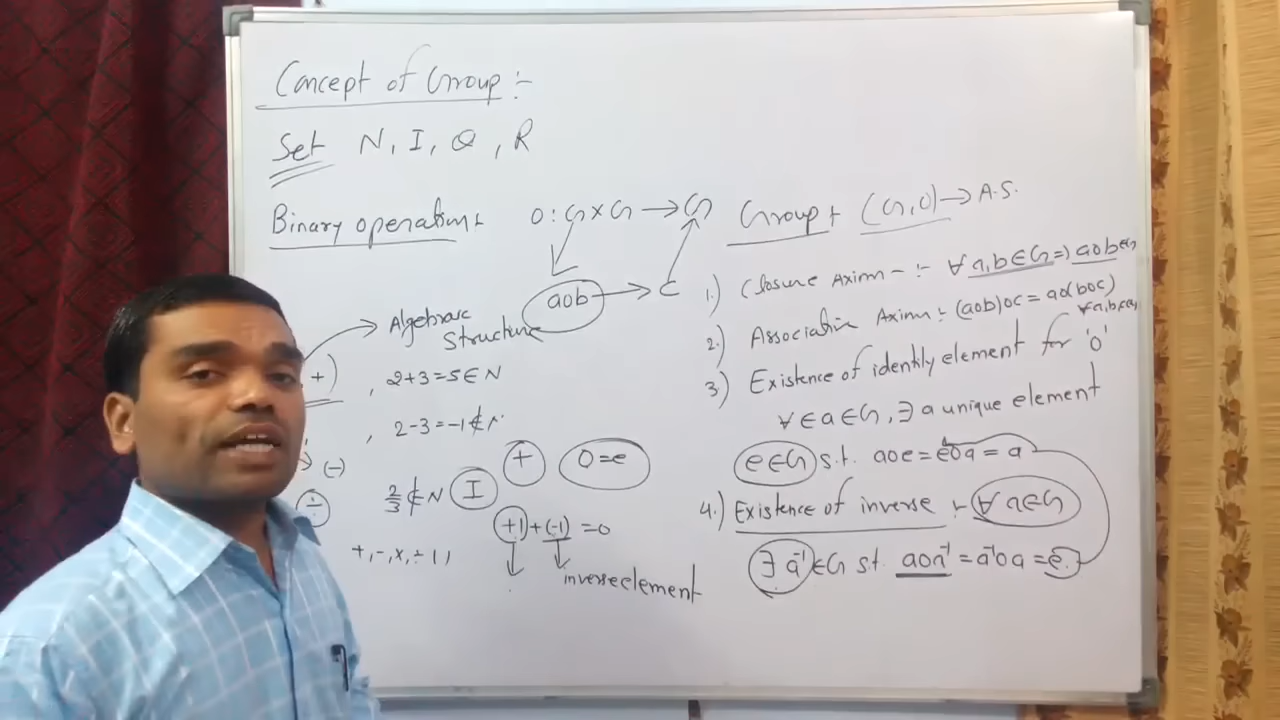 Concept of Group :-
Set N, I, Q, R
Binary operation :-
O : G × G → G
aob → c
Algebraic Structure
+) , 2+3=5 ∈ N
, 2-3=-1 ∉ N
(-)
÷
2/3 ∉ N I
+, -, ×, ÷
+ 0=e
+1 + (-1) = 0
inverse element
Group :- (G, O) → A.S.
1.) Closure Axim - :- ∀ a,b ∈ G => aob ∈ G
2.) Associative Axim :- (aob)oc = ao(boc)
3.) Existence of identity element for 'o'
∀ ∈ a ∈ G, ∃ a unique element
e ∈ G s.t. aoe = eoa = a
4.) Existence of inverse :- ∀ a ∈ G
∃ a⁻¹ ∈ G s.t. aoa⁻¹ = a⁻¹oa = e.